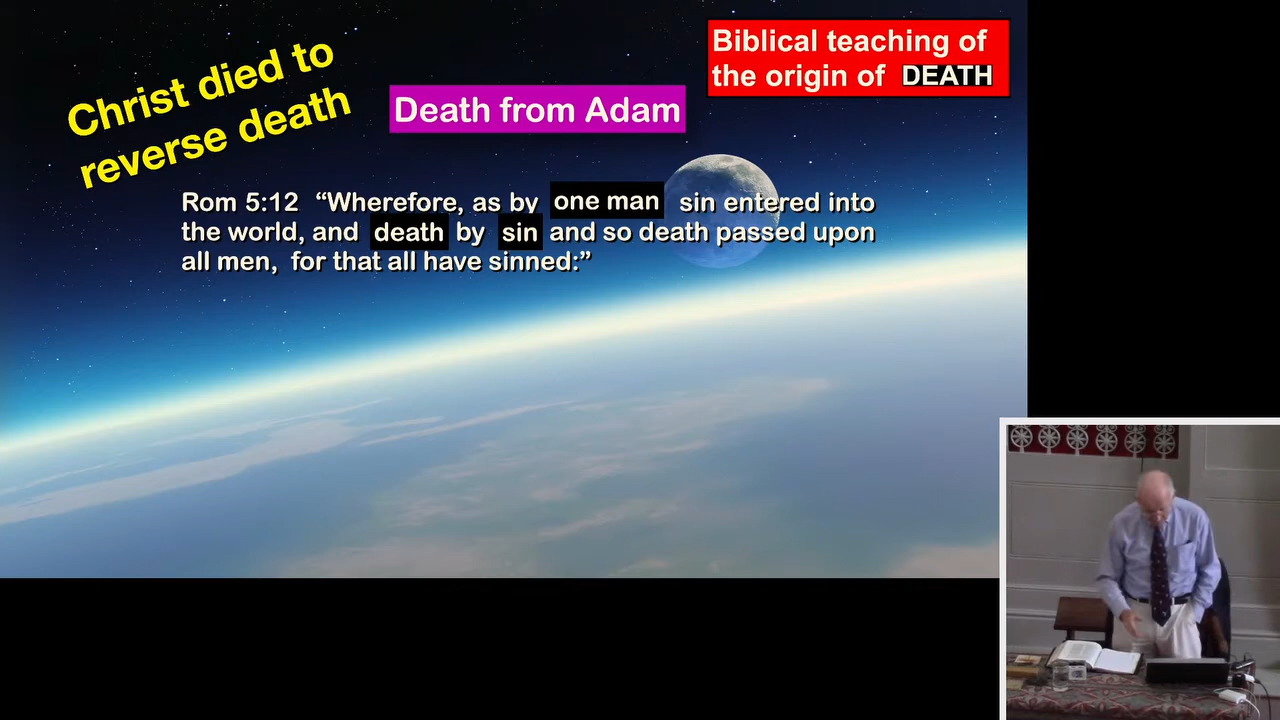 Christ died to
reverse death
Death from Adam
Biblical teaching of
the origin of DEATH
Rom 5:12 “Wherefore, as by one man sin entered into
the world, and death by sin and so death passed upon
all men, for that all have sinned:”